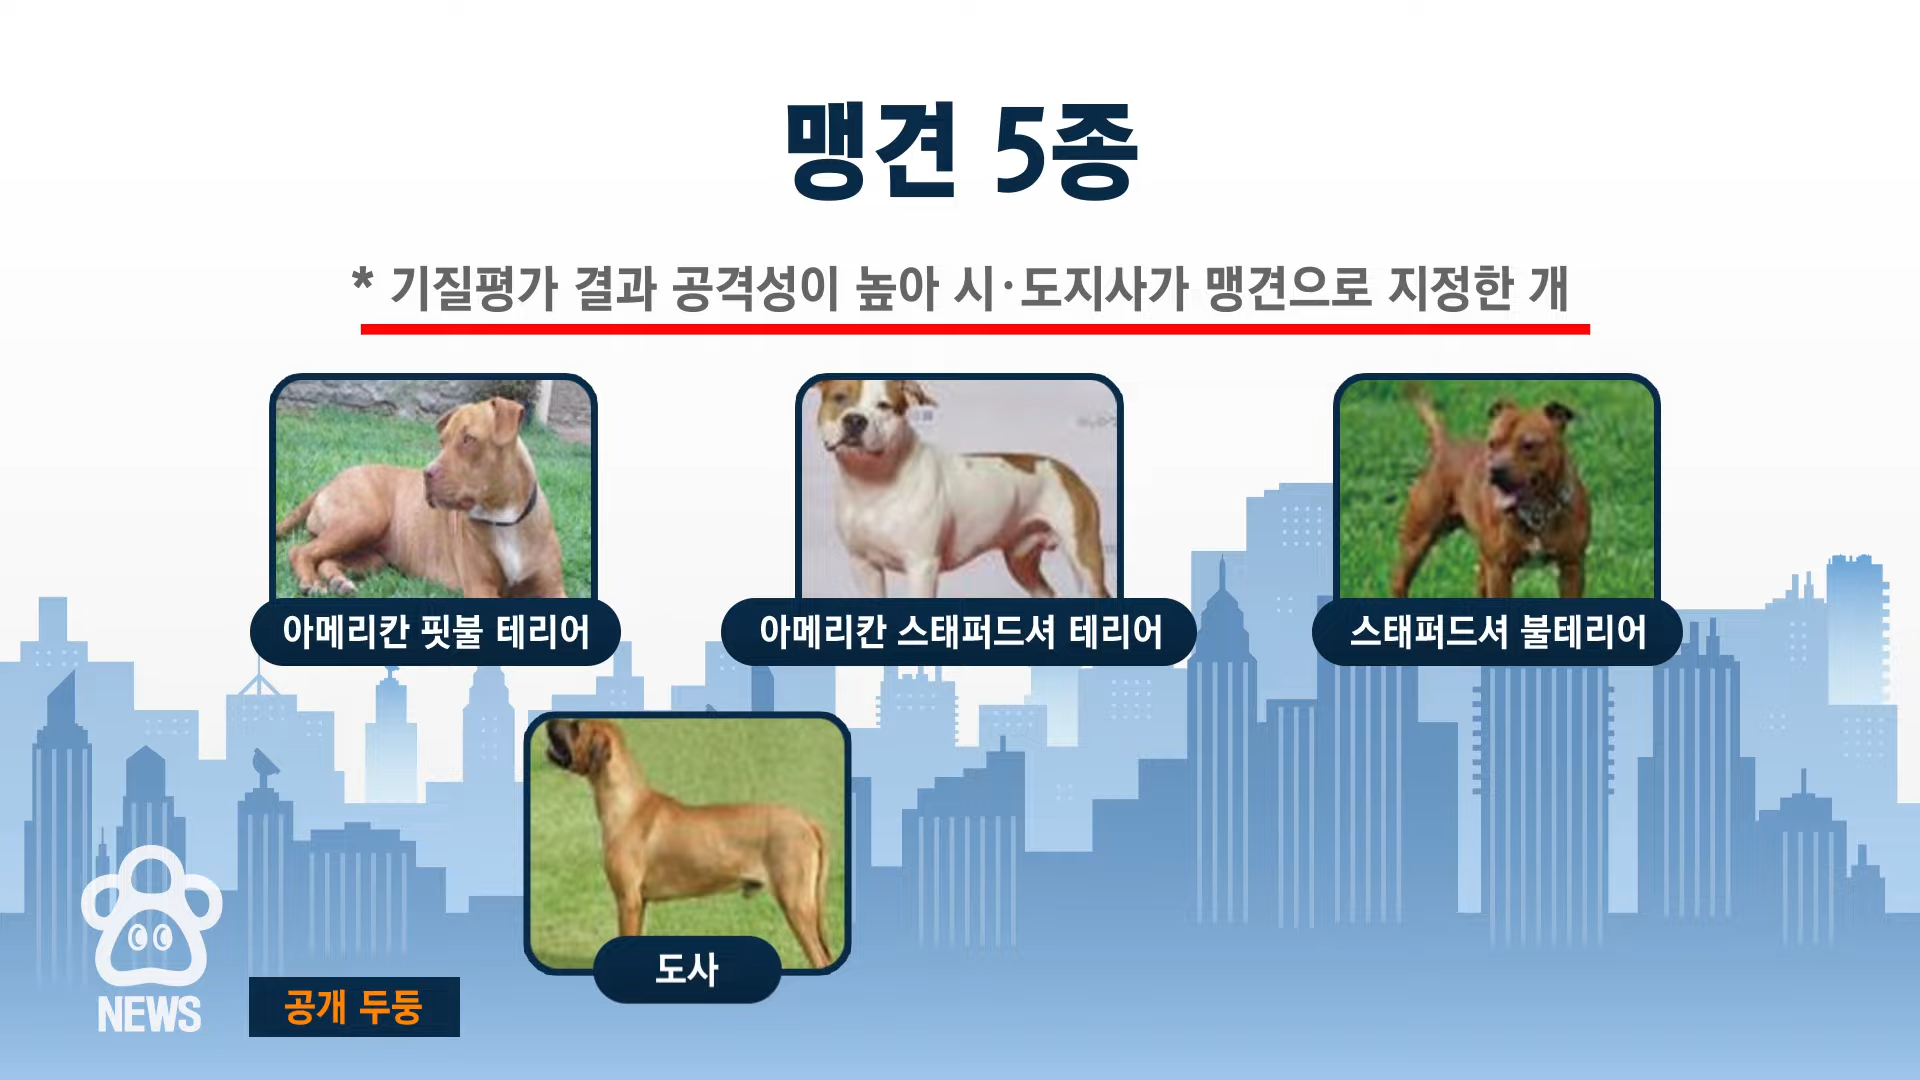 맹견 5종
* 기질평가 결과 공격성이 높아 시·도지사가 맹견으로 지정한 개
아메리칸 핏불 테리어
아메리칸 스태퍼드셔 테리어
스태퍼드셔 불테리어
도사
NEWS
공개 두둥